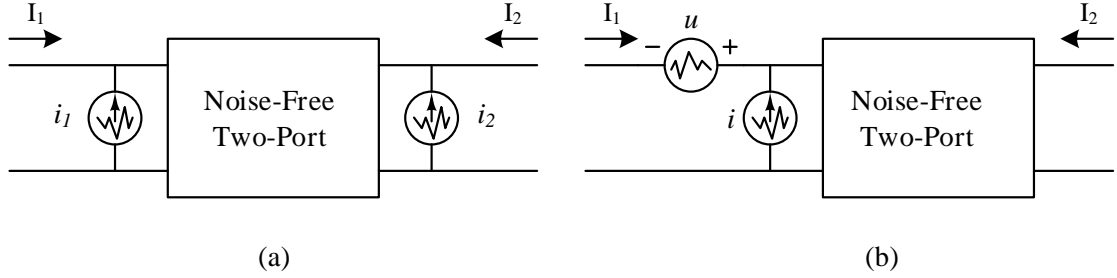 I1
I2
i1
Noise-Free
Two-Port
i2
(a)
I1
u
I2
− +
i
Noise-Free
Two-Port
(b)